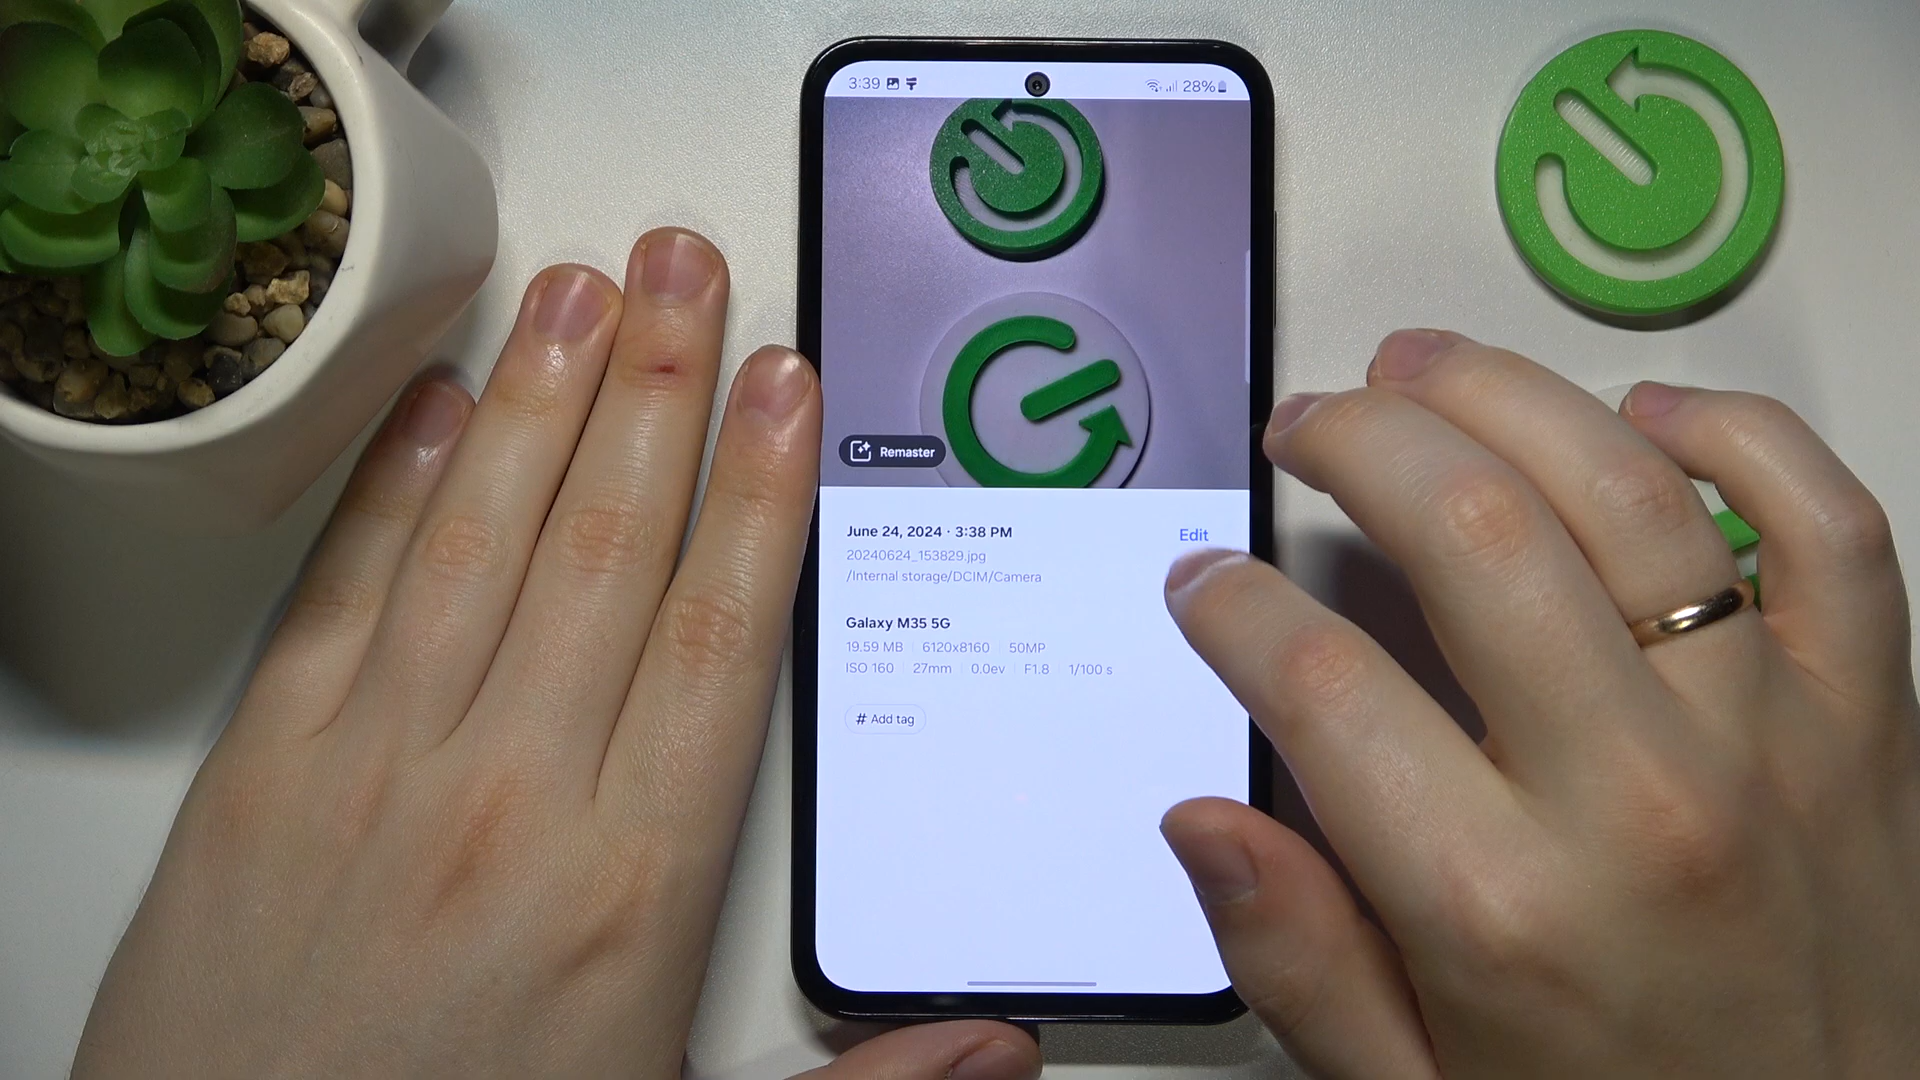 3:39 28%
Remaster
June 24, 2024 · 3:38 PM Edit
20240624_153829.jpg
/Internal storage/DCIM/Camera
Galaxy M35 5G
19.59 MB 6120x8160 50MP
ISO 160 27mm 0.0ev F1.8 1/100 s
# Add tag